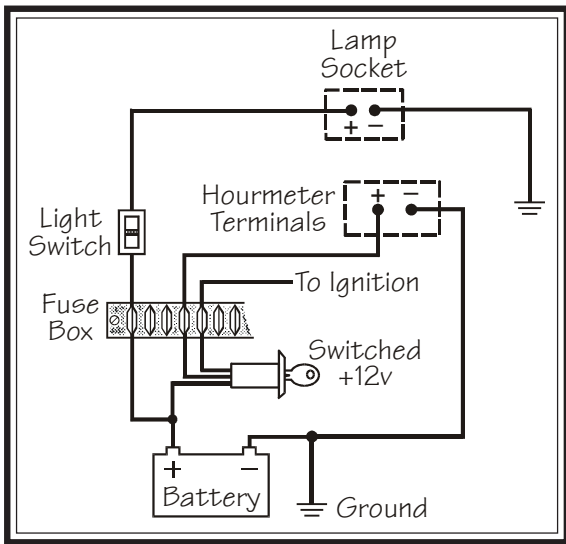 Lamp
Socket
+ −
Hourmeter
Terminals
+ −
Light
Switch
To Ignition
Fuse
Box
Switched
+12v
+ −
Battery
Ground